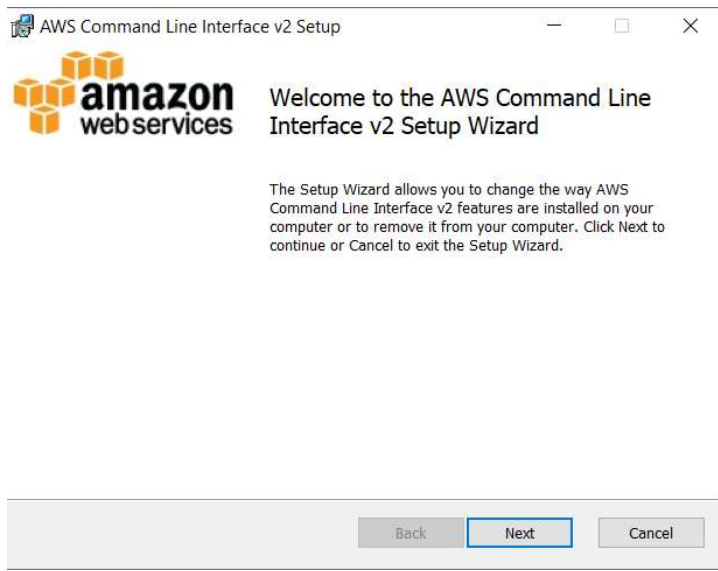 AWS Command Line Interface v2 Setup
amazon
web services
Welcome to the AWS Command Line
Interface v2 Setup Wizard
The Setup Wizard allows you to change the way AWS
Command Line Interface v2 features are installed on your
computer or to remove it from your computer. Click Next to
continue or Cancel to exit the Setup Wizard.
Back Next Cancel